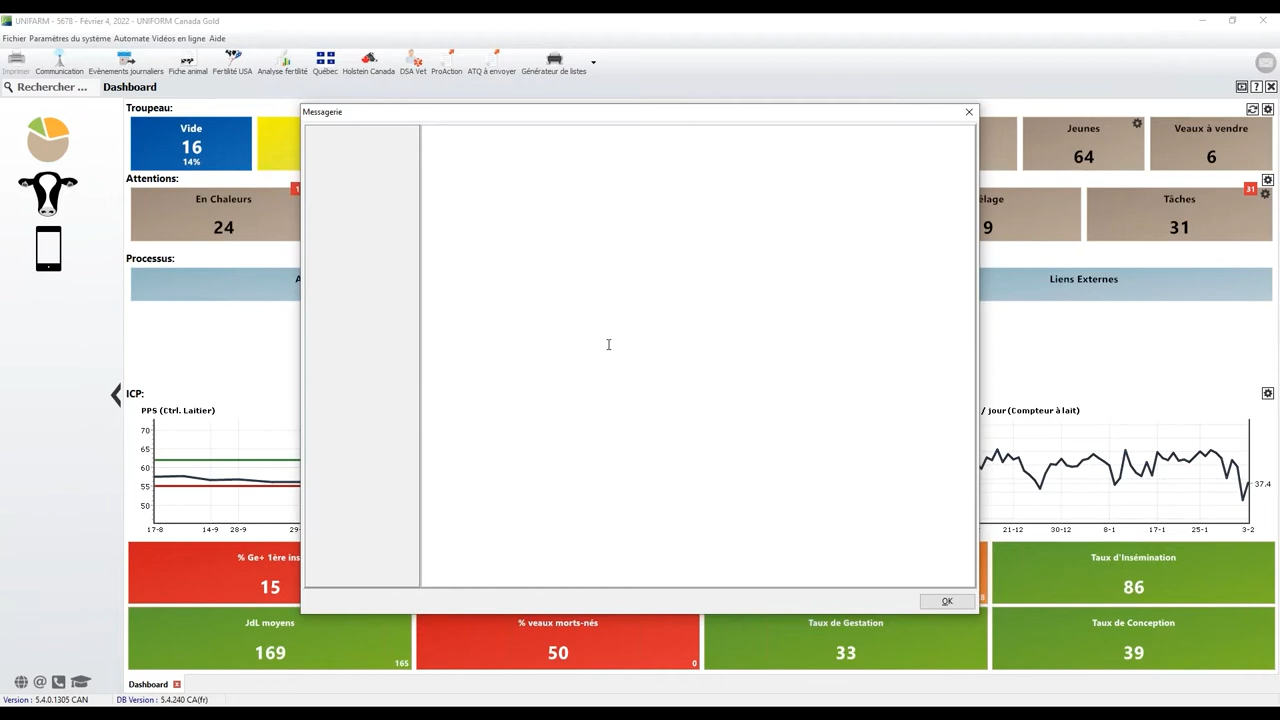 UNIFARM - 5678 - Février 4, 2022 - UNIFORM Canada Gold
Fichier Paramètres du système Automate Vidéos en ligne Aide
Imprimer Communication Evènements journaliers Fiche animal Fertilité USA Analyse fertilité Québec Holstein Canada DSA Vet ProAction ATQ à envoyer Générateur de listes
Rechercher ... Dashboard
Troupeau:
Messagerie
Vide
16
14%
Jeunes
64
Veaux à vendre
6
Attentions:
En Chaleurs
24
1
élage
9
Tâches
31
31
Processus:
A
Liens Externes
ICP:
PPS (Ctrl. Laitier)
70
65
60
55
50
17-8 14-9 28-9 29-
/ jour (Compteur à lait)
37.4
21-12 30-12 8-1 17-1 25-1 3-2
% Ge+ 1ère ins
15
8
Taux d'Insémination
86
OK
JdL moyens
169
165
% veaux morts-nés
50
0
Taux de Gestation
33
Taux de Conception
39
Dashboard
Version : 5.4.0.1305 CAN DB Version : 5.4.240 CA(fr)